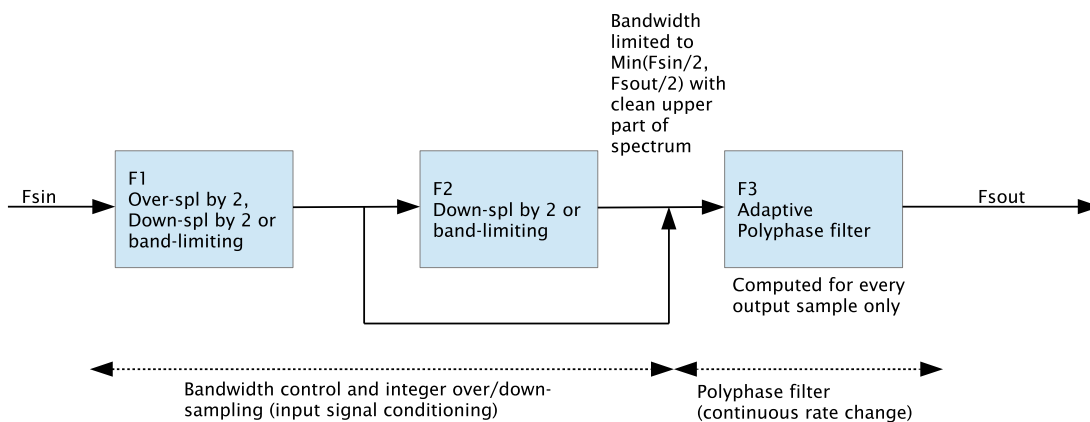 Bandwidth
limited to
Min(Fsin/2,
Fsout/2) with
clean upper
part of
spectrum
Fsin
F1
Over-spl by 2,
Down-spl by 2 or
band-limiting
F2
Down-spl by 2 or
band-limiting
F3
Adaptive
Polyphase filter
Fsout
Computed for every
output sample only
Bandwidth control and integer over/down-
sampling (input signal conditioning)
Polyphase filter
(continuous rate change)